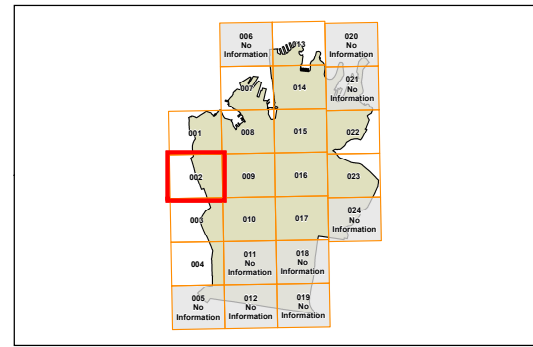 006
No
Information
013
020
No
Information
007
014
021
No
Information
001
008
015
022
002
009
016
023
003
010
017
024
No
Information
004
011
No
Information
018
No
Information
005
No
Information
012
No
Information
019
No
Information